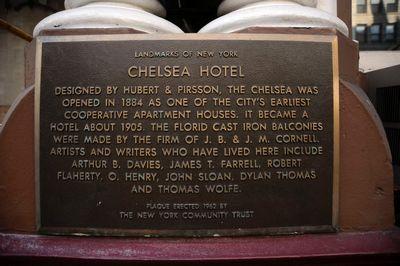 LANDMARKS OF NEW YORK
CHELSEA HOTEL
DESIGNED BY HUBERT & PIRSSON, THE CHELSEA WAS
OPENED IN 1884 AS ONE OF THE CITY'S EARLIEST
COOPERATIVE APARTMENT HOUSES. IT BECAME A
HOTEL ABOUT 1905. THE FLORID CAST IRON BALCONIES
WERE MADE BY THE FIRM OF J. B. & J. M. CORNELL.
ARTISTS AND WRITERS WHO HAVE LIVED HERE INCLUDE
ARTHUR B. DAVIES, JAMES T. FARRELL, ROBERT
FLAHERTY, O. HENRY, JOHN SLOAN, DYLAN THOMAS
AND THOMAS WOLFE.
PLAQUE ERECTED 1962 BY
THE NEW YORK COMMUNITY TRUST